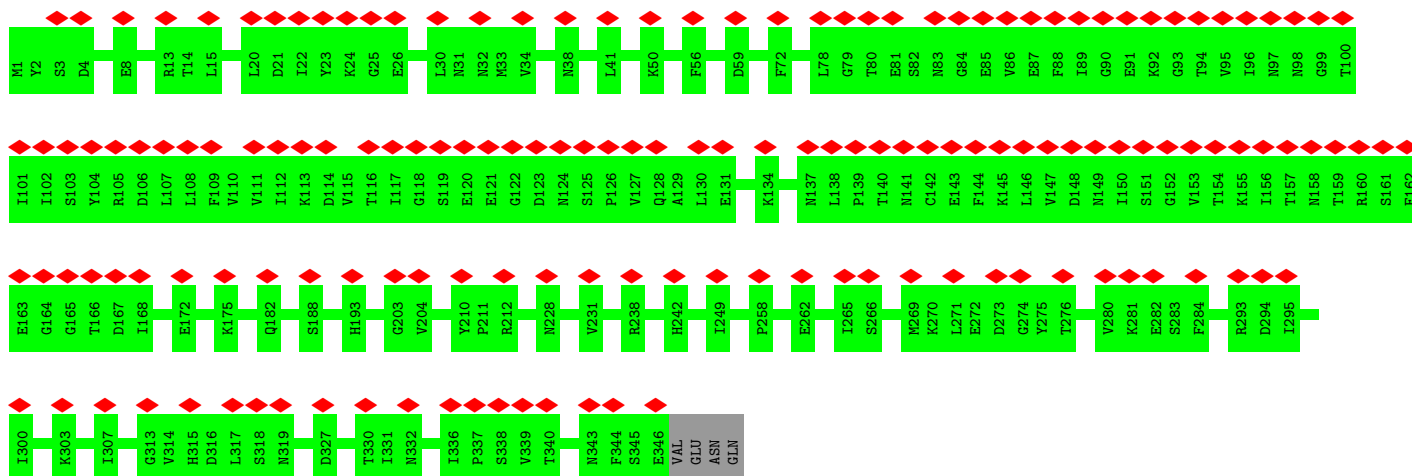 M1 Y2 S3 D4 E8 R13 T14 L15 L20 D21 I22 Y23 K24 G25 E26 L30 N31 N32 M33 V34 N38 L41 K50 F56 D59 F72 L78 G79 T80 E81 S82 N83 G84 E85 V86 E87 F88 I89 G90 E91 K92 G93 T94 V95 I96 N97 N98 G99 T100
I101 I102 S103 Y104 R105 D106 L107 L108 F109 V110 V111 I112 K113 D114 V115 T116 I117 G118 S119 E120 E121 G122 D123 N124 S125 P126 V127 Q128 A129 L130 E131 K134 N137 L138 P139 T140 N141 C142 E143 F144 K145 L146 V147 D148 N149 I150 S151 G152 V153 T154 K155 I156 T157 N158 T159 R160 S161 F162
E163 G164 G165 T166 D167 I168 E172 K175 Q182 S188 H193 G203 V204 Y210 P211 R212 N228 V231 R238 H242 I249 P258 E262 I265 S266 M269 K270 L271 E272 D273 G274 Y275 T276 V280 K281 E282 S283 F284 R293 D294 I295
I300 K303 I307 G313 V314 H315 D316 L317 S318 N319 D327 T330 I331 N332 I336 P337 S338 V339 T340 N343 F344 S345 E346 VAL GLU ASN GLN